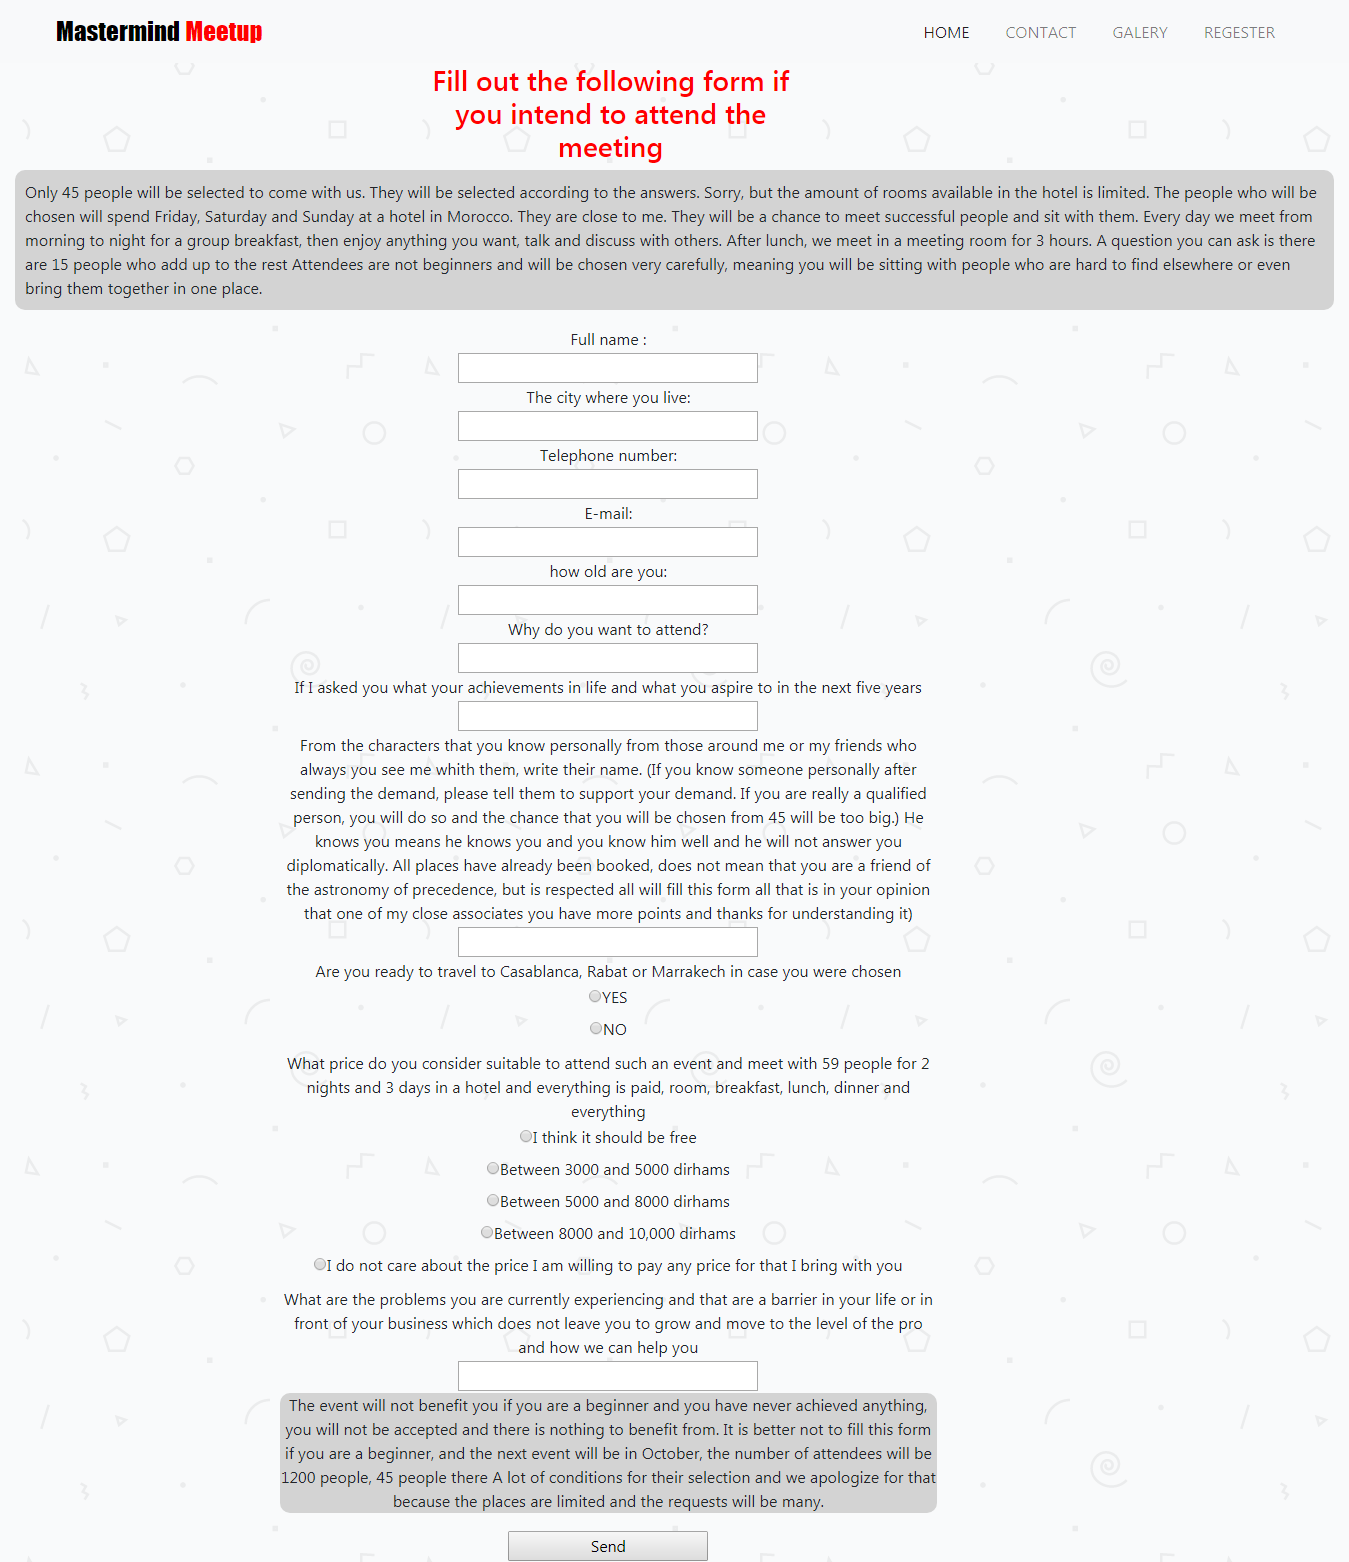 Mastermind Meetup
HOME CONTACT GALERY REGESTER
Fill out the following form if
you intend to attend the
meeting
Only 45 people will be selected to come with us. They will be selected according to the answers. Sorry, but the amount of rooms available in the hotel is limited. The people who will be
chosen will spend Friday, Saturday and Sunday at a hotel in Morocco. They are close to me. They will be a chance to meet successful people and sit with them. Every day we meet from
morning to night for a group breakfast, then enjoy anything you want, talk and discuss with others. After lunch, we meet in a meeting room for 3 hours. A question you can ask is there
are 15 people who add up to the rest Attendees are not beginners and will be chosen very carefully, meaning you will be sitting with people who are hard to find elsewhere or even
bring them together in one place.
Full name :
The city where you live:
Telephone number:
E-mail:
how old are you:
Why do you want to attend?
If I asked you what your achievements in life and what you aspire to in the next five years
From the characters that you know personally from those around me or my friends who
always you see me whith them, write their name. (If you know someone personally after
sending the demand, please tell them to support your demand. If you are really a qualified
person, you will do so and the chance that you will be chosen from 45 will be too big.) He
knows you means he knows you and you know him well and he will not answer you
diplomatically. All places have already been booked, does not mean that you are a friend of
the astronomy of precedence, but is respected all will fill this form all that is in your opinion
that one of my close associates you have more points and thanks for understanding it)
Are you ready to travel to Casablanca, Rabat or Marrakech in case you were chosen
YES
NO
What price do you consider suitable to attend such an event and meet with 59 people for 2
nights and 3 days in a hotel and everything is paid, room, breakfast, lunch, dinner and
everything
I think it should be free
Between 3000 and 5000 dirhams
Between 5000 and 8000 dirhams
Between 8000 and 10,000 dirhams
I do not care about the price I am willing to pay any price for that I bring with you
What are the problems you are currently experiencing and that are a barrier in your life or in
front of your business which does not leave you to grow and move to the level of the pro
and how we can help you
The event will not benefit you if you are a beginner and you have never achieved anything,
you will not be accepted and there is nothing to benefit from. It is better not to fill this form
if you are a beginner, and the next event will be in October, the number of attendees will be
1200 people, 45 people there A lot of conditions for their selection and we apologize for that
because the places are limited and the requests will be many.
Send